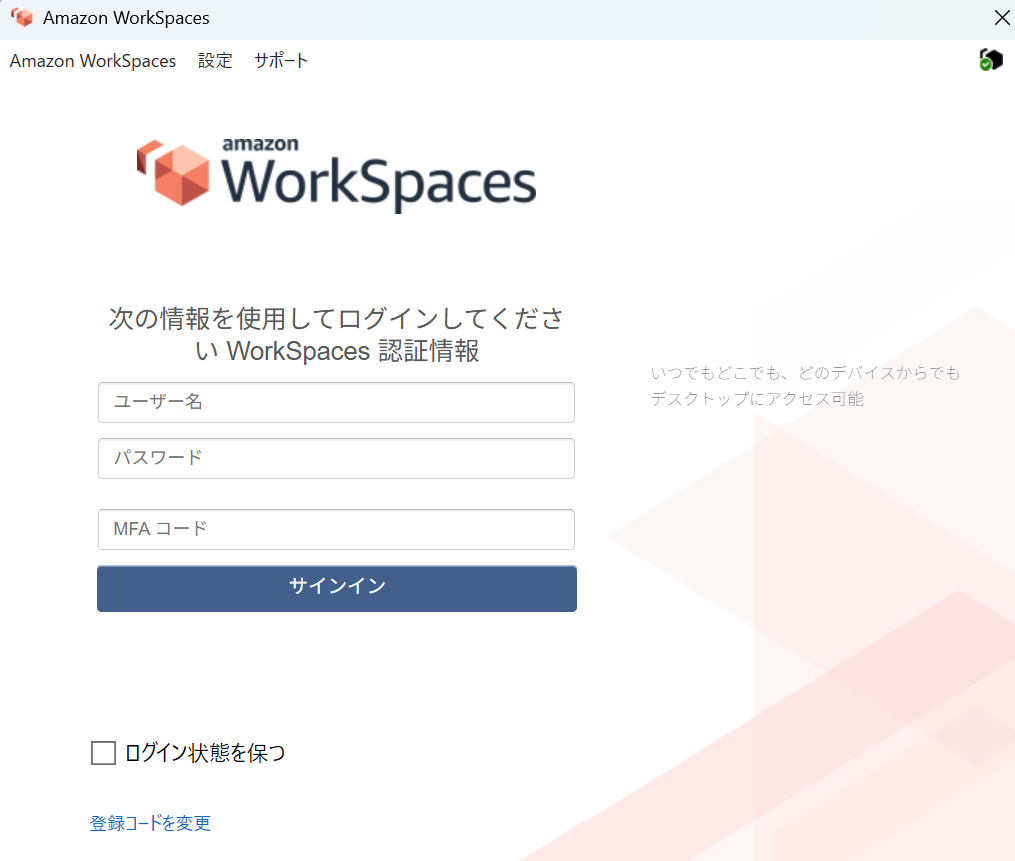 Amazon WorkSpaces
Amazon WorkSpaces 設定 サポート
amazon
WorkSpaces
次の情報を使用してログインしてくださ
い WorkSpaces 認証情報
ユーザー名
パスワード
MFA コード
サインイン
いつでもどこでも、どのデバイスからでも
デスクトップにアクセス可能
ログイン状態を保つ
登録コードを変更